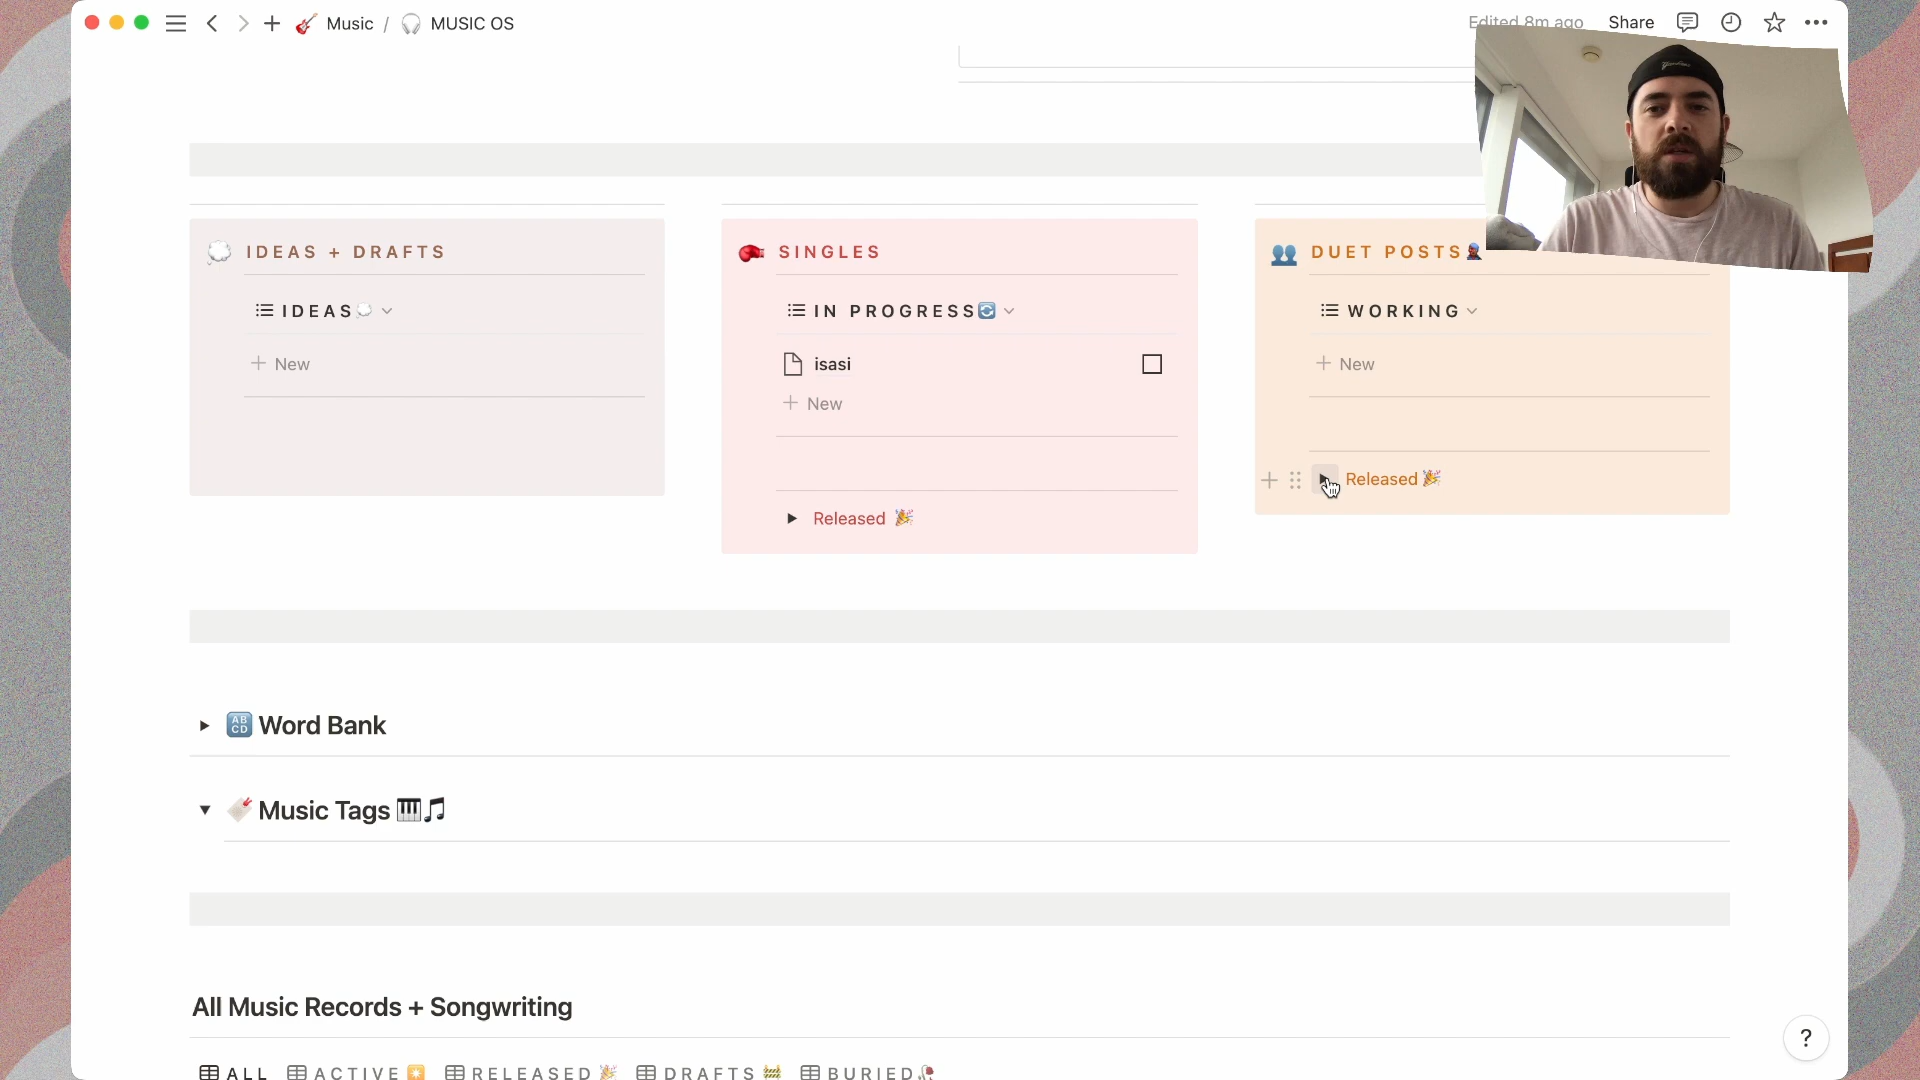 Music / MUSIC OS
Edited 8m ago Share
IDEAS + DRAFTS
IDEAS
New
SINGLES
IN PROGRESS
isasi
New
Released
DUET POSTS
WORKING
New
Released
ABCD Word Bank
Music Tags
All Music Records + Songwriting
ALL ACTIVE RELEASED DRAFTS BURIED
?